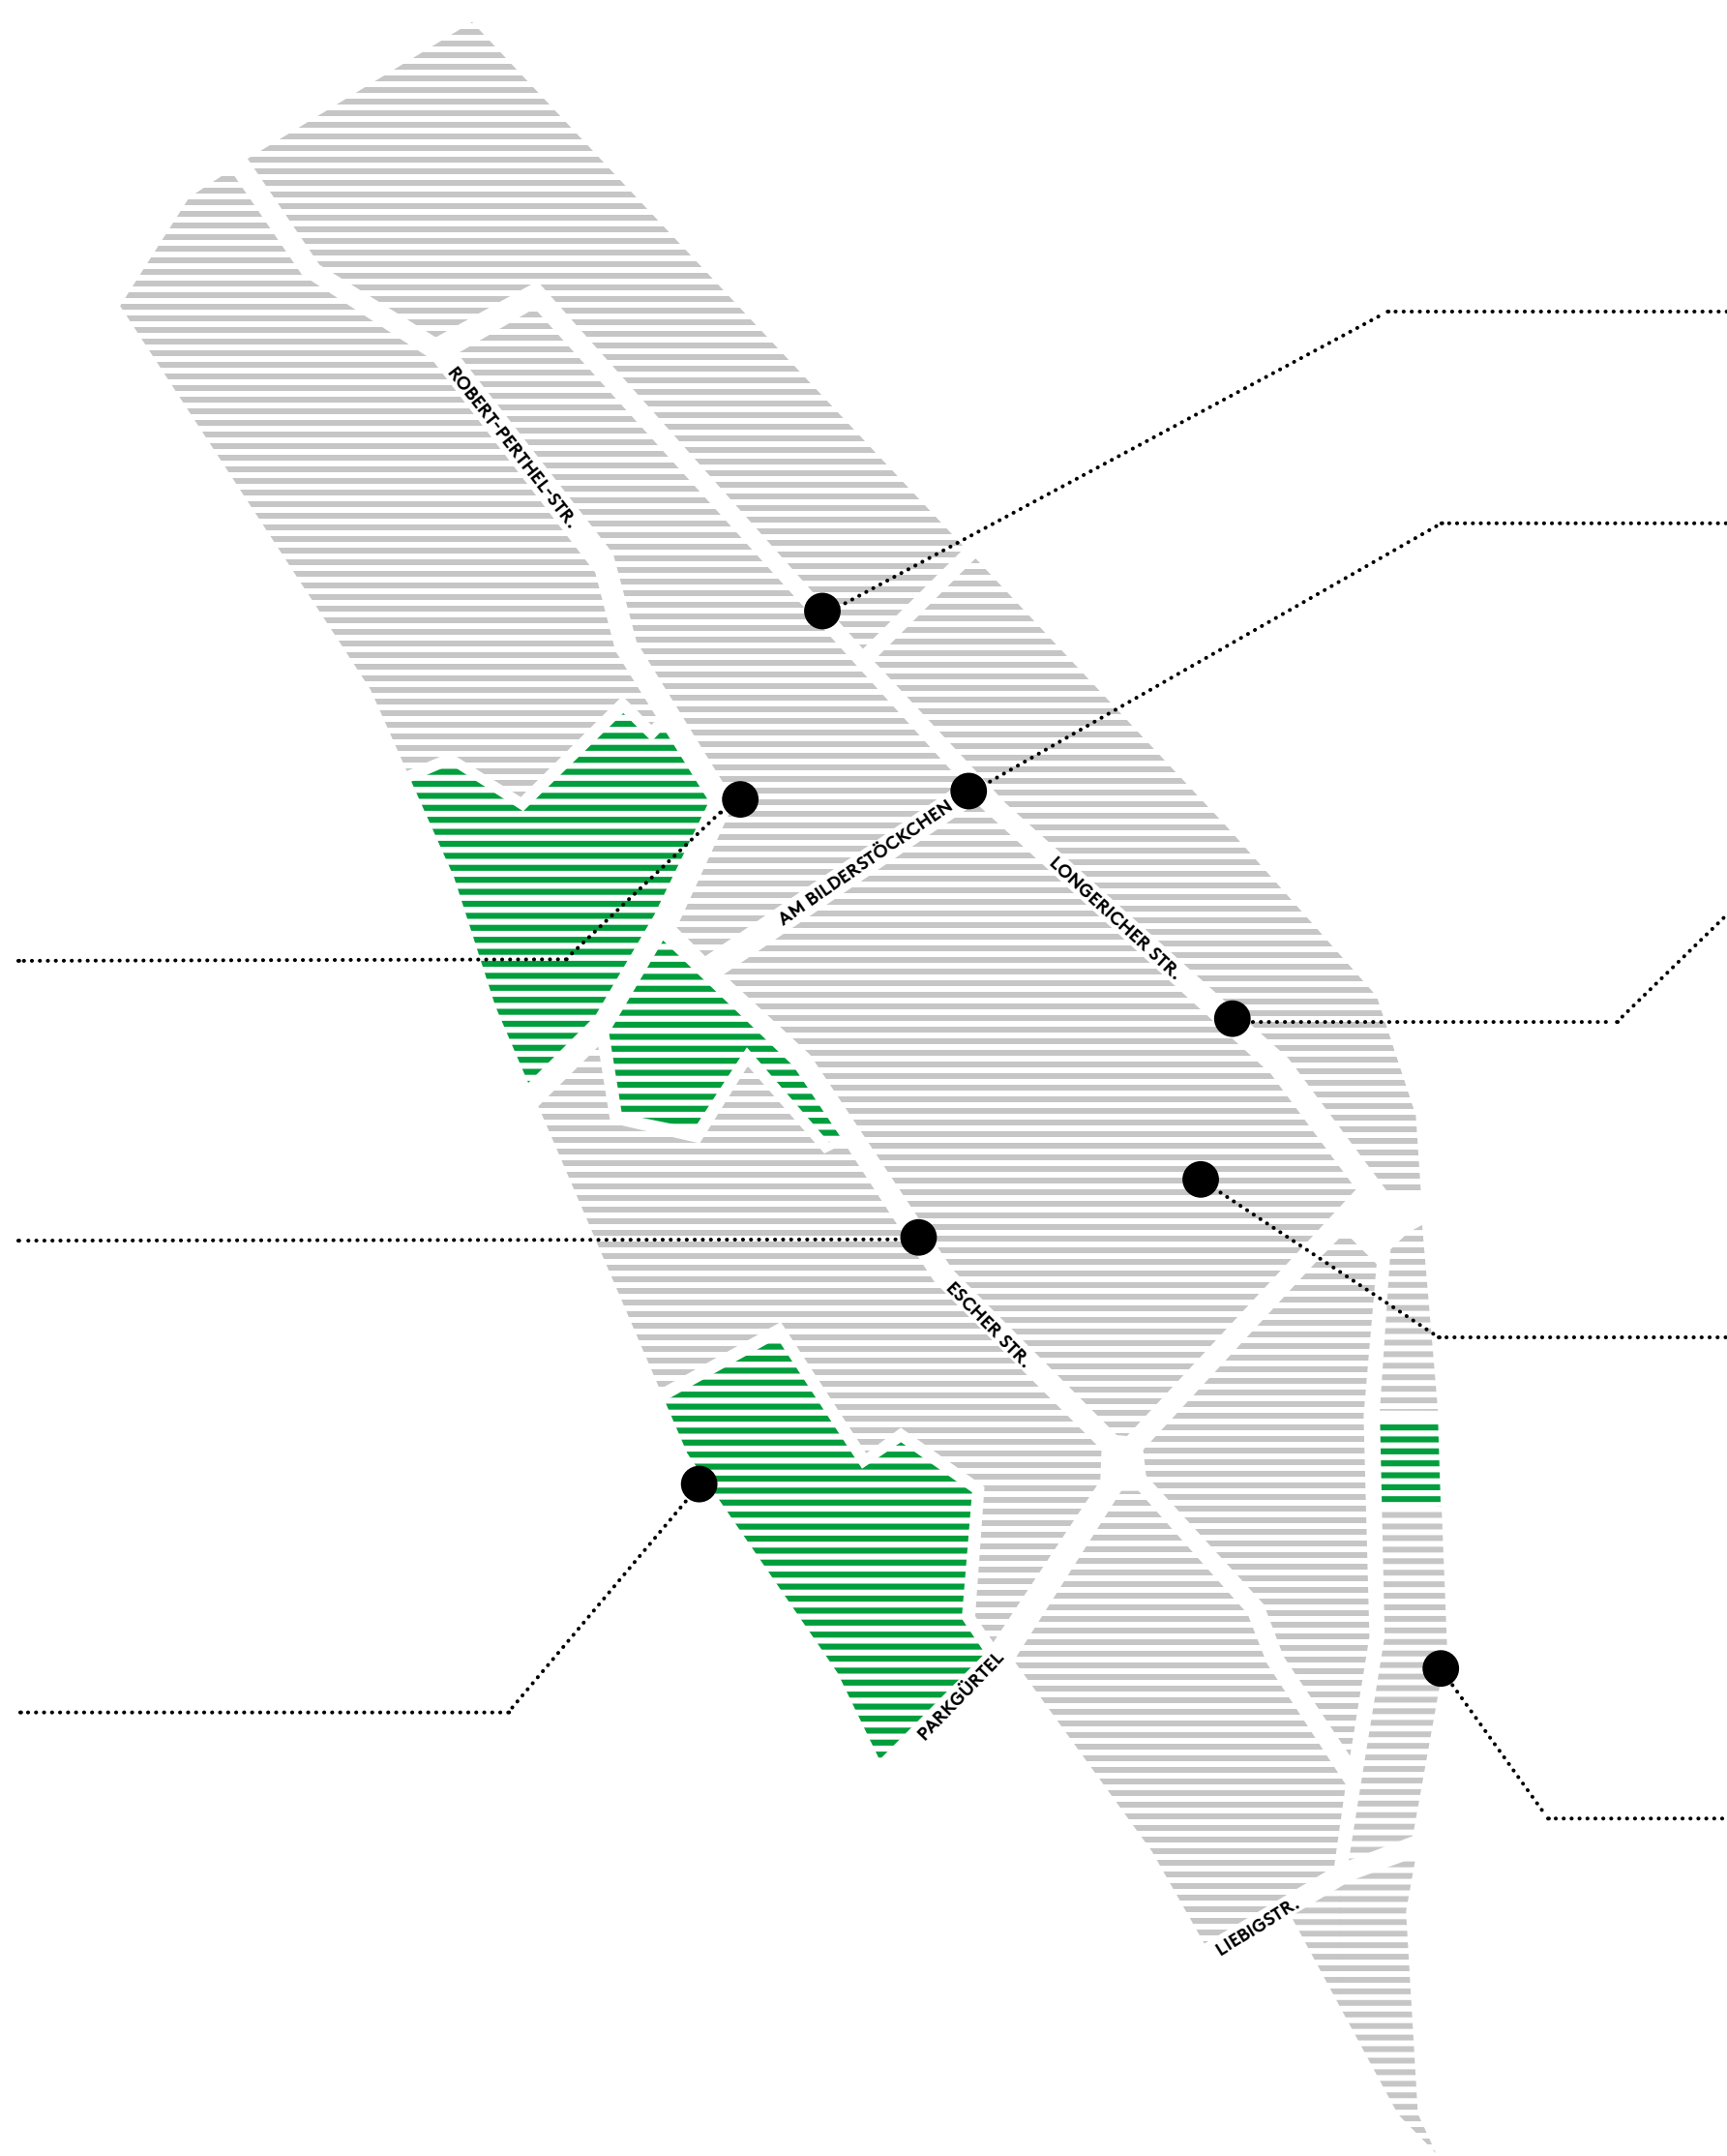 ROBERT-PERTHEL-STR.
AM BILDERSTÖCKCHEN
LONGERICHER STR.
ESCHER STR.
PARKGÜRTEL
LIEBIGSTR.